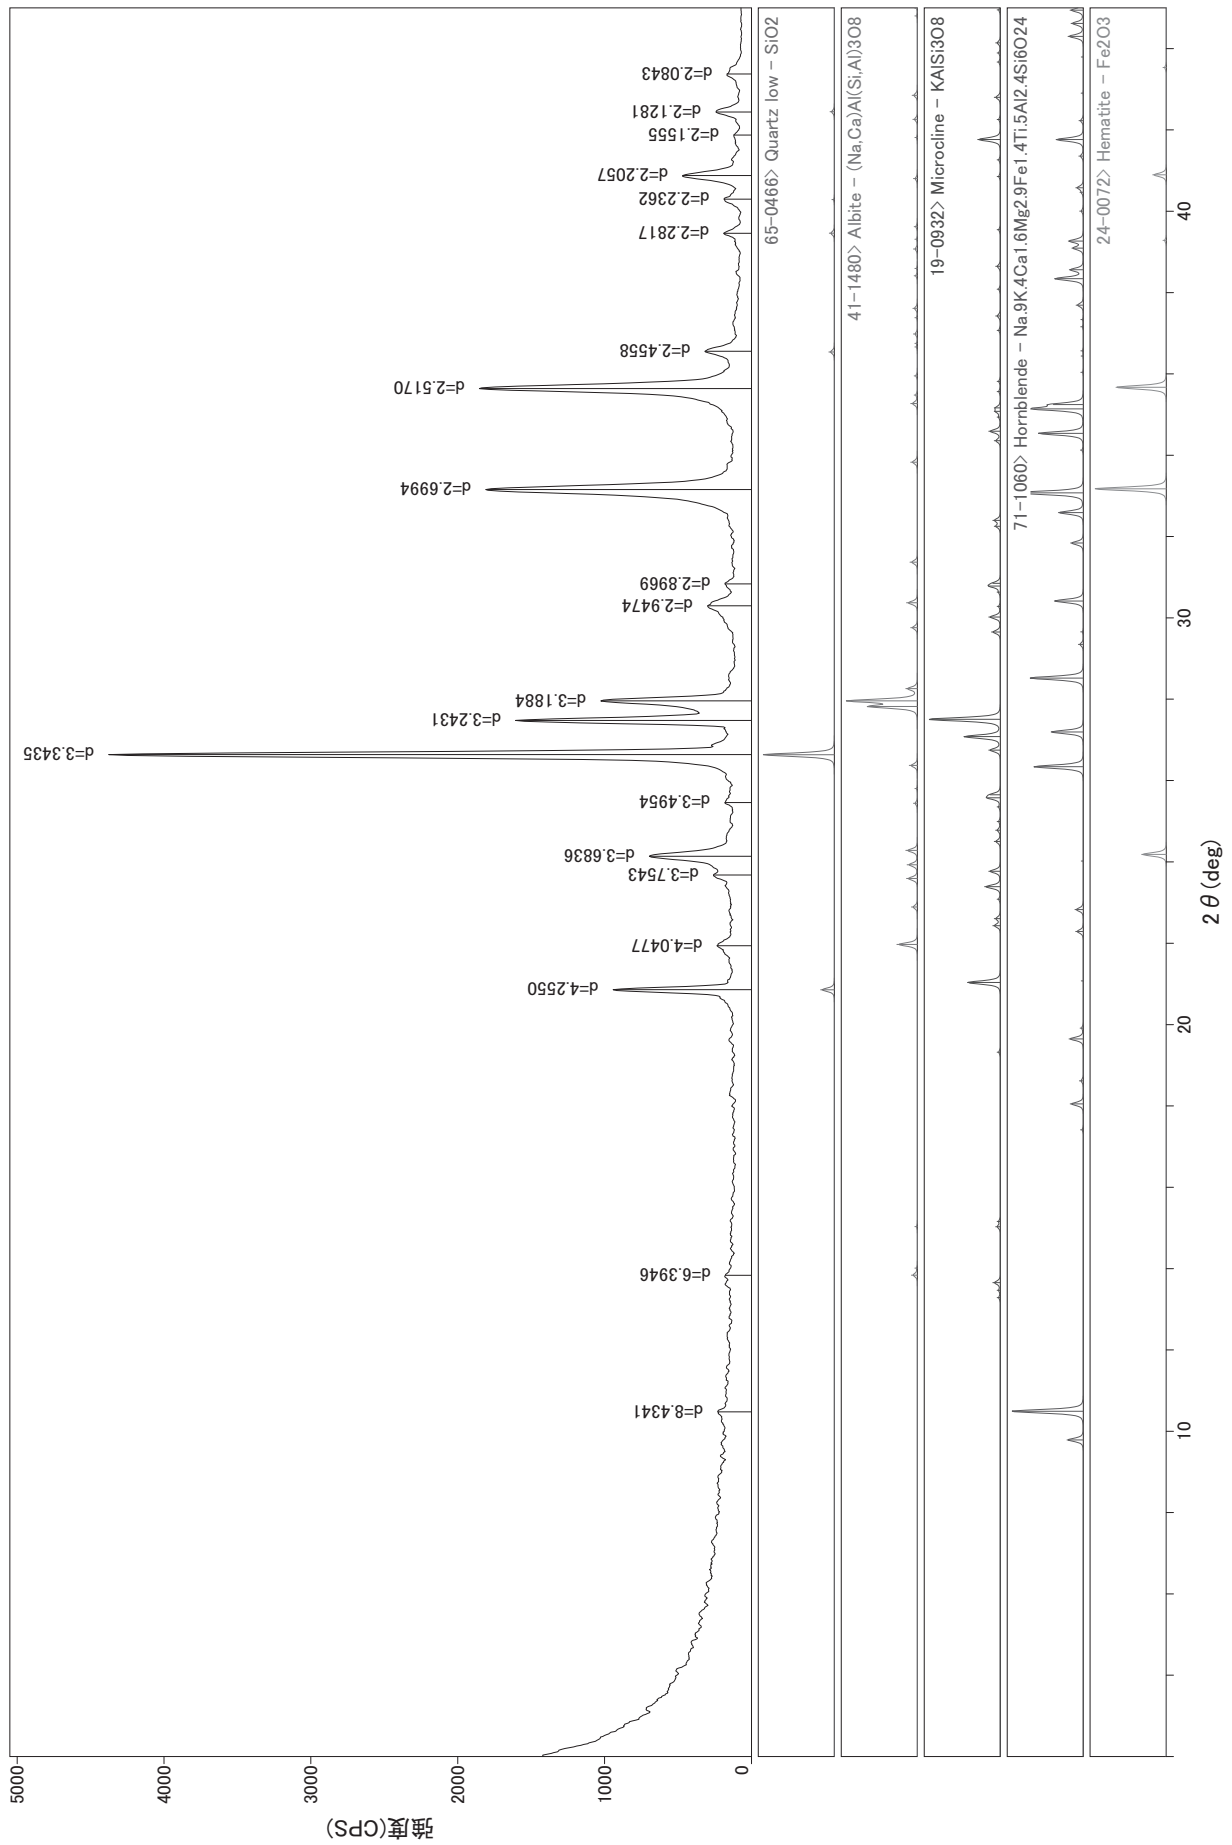 強度(CPS)
5000
4000
3000
2000
1000
0
d=8.4341
d=6.3946
d=4.2550
d=4.0477
d=3.7543
d=3.6836
d=3.4954
d=3.3435
d=3.2431
d=3.1884
d=2.9474
d=2.8969
d=2.6994
d=2.5170
d=2.4558
d=2.2817
d=2.2362
d=2.2057
d=2.1555
d=2.1281
d=2.0843
65-0466> Quartz low - SiO2
41-1480> Albite - (Na,Ca)Al(Si,Al)3O8
19-0932> Microcline - KAlSi3O8
71-1060> Hornblende - Na.9K.4Ca1.6Mg2.9Fe1.4Ti.5Al2.4Si6O24
24-0072> Hematite - Fe2O3
10
20
30
40
2θ(deg)